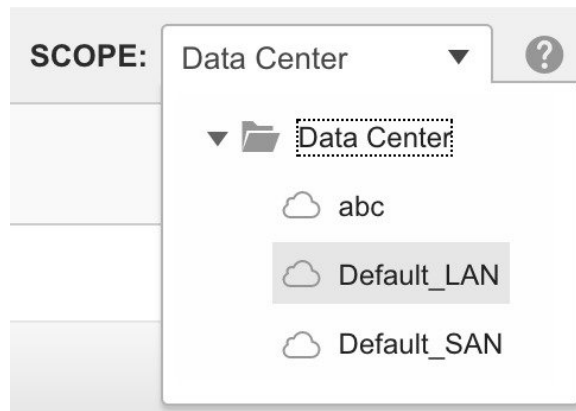 SCOPE: Data Center
Data Center
abc
Default_LAN
Default_SAN